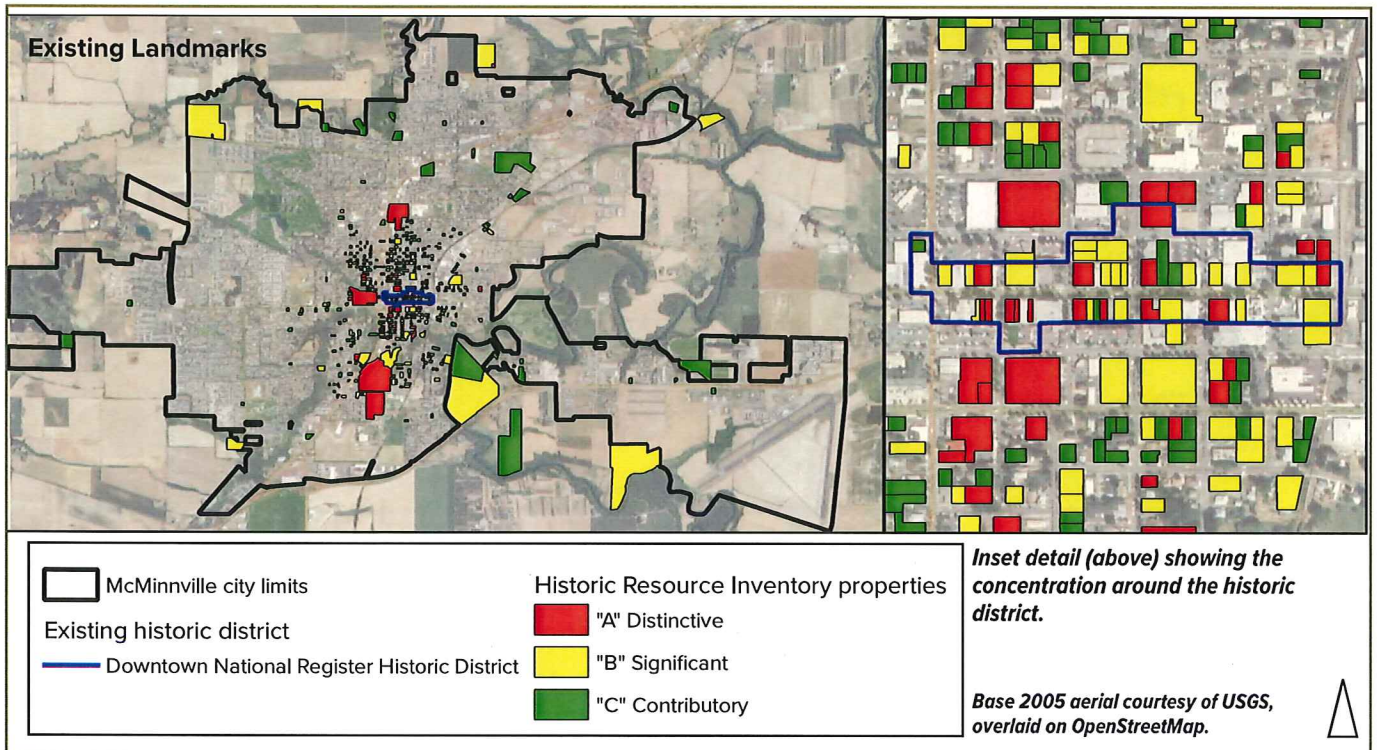 Existing Landmarks
McMinnville city limits
Existing historic district
Downtown National Register Historic District
Historic Resource Inventory properties
"A" Distinctive
"B" Significant
"C" Contributory
Inset detail (above) showing the
concentration around the historic
district.
Base 2005 aerial courtesy of USGS,
overlaid on OpenStreetMap.